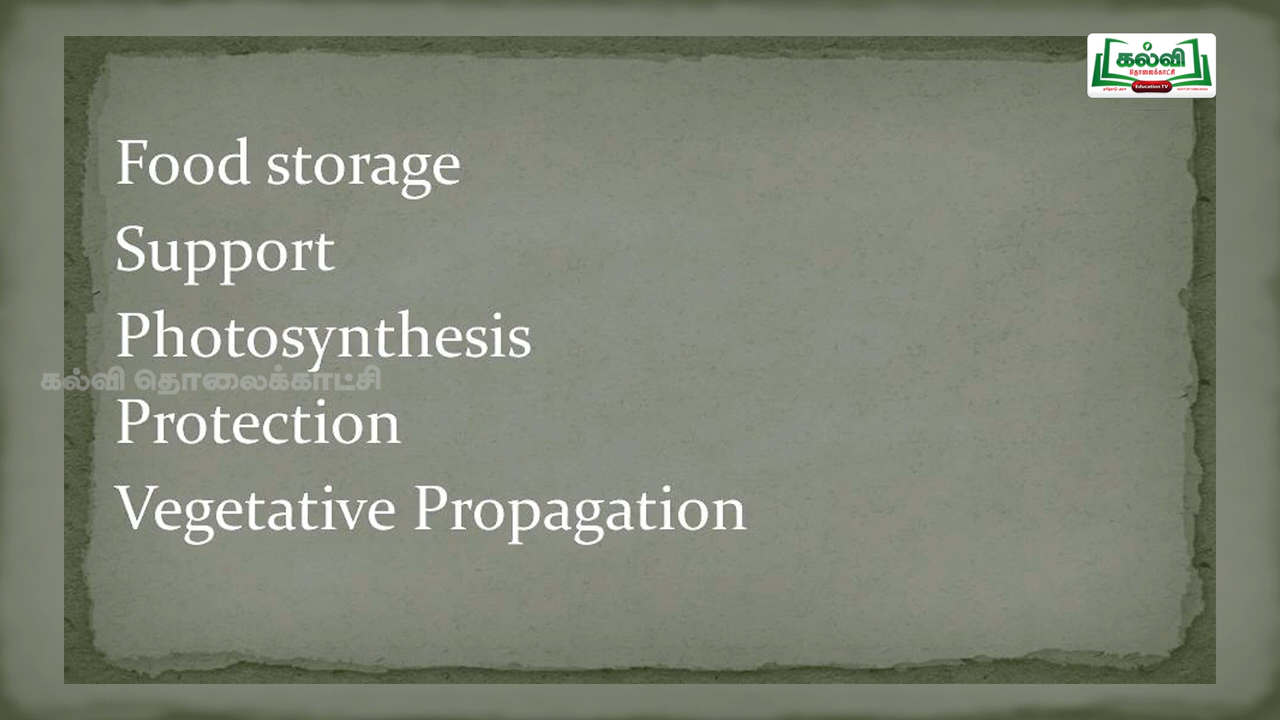 கல்வி
தொலைக்காட்சி
Education TV
Food storage
Support
Photosynthesis
கல்வி தொலைக்காட்சி
Protection
Vegetative Propagation